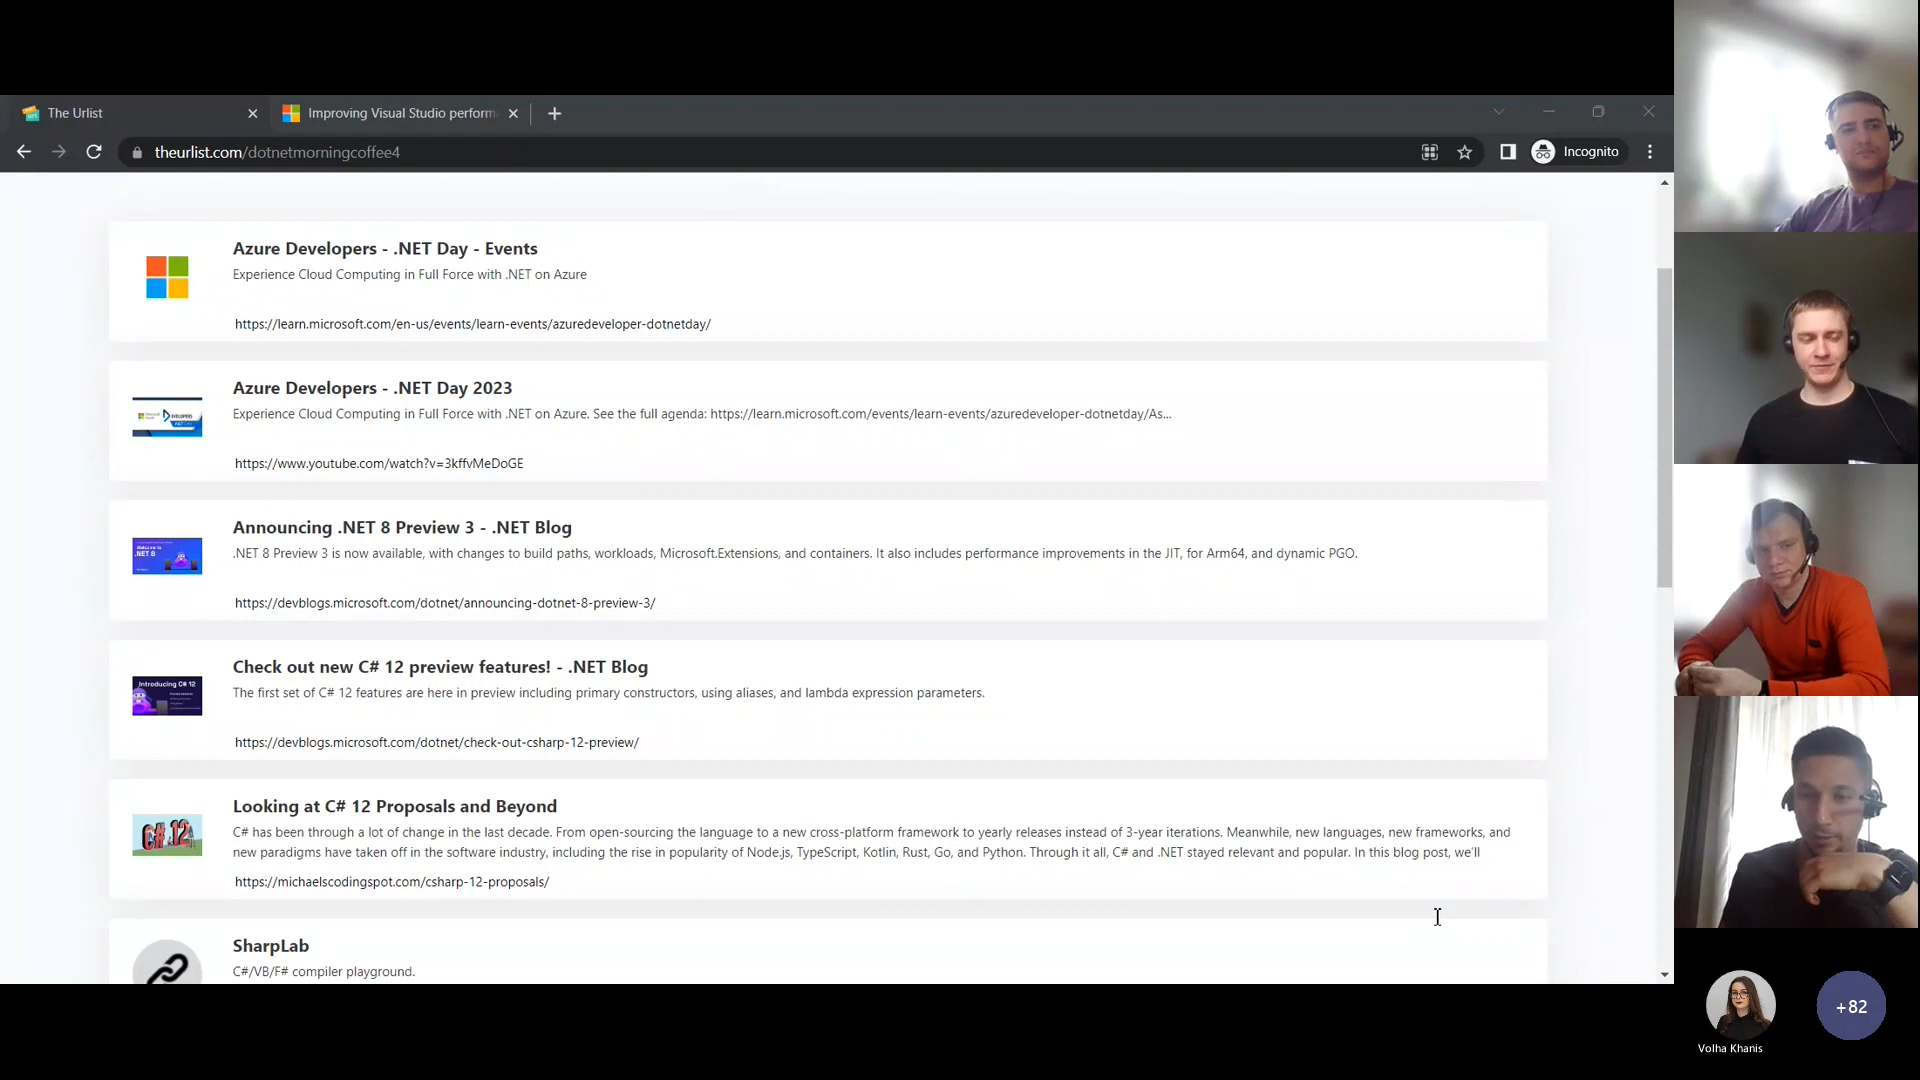 The Urlist
Improving Visual Studio perform
theurlist.com/dotnetmorningcoffee4
Incognito
Azure Developers - .NET Day - Events
Experience Cloud Computing in Full Force with .NET on Azure
https://learn.microsoft.com/en-us/events/learn-events/azuredeveloper-dotnetday/
Azure Developers - .NET Day 2023
Experience Cloud Computing in Full Force with .NET on Azure. See the full agenda: https://learn.microsoft.com/events/learn-events/azuredeveloper-dotnetday/As...
https://www.youtube.com/watch?v=3kffvMeDoGE
Announcing .NET 8 Preview 3 - .NET Blog
.NET 8 Preview 3 is now available, with changes to build paths, workloads, Microsoft.Extensions, and containers. It also includes performance improvements in the JIT, for Arm64, and dynamic PGO.
https://devblogs.microsoft.com/dotnet/announcing-dotnet-8-preview-3/
Introducing C# 12
Check out new C# 12 preview features! - .NET Blog
The first set of C# 12 features are here in preview including primary constructors, using aliases, and lambda expression parameters.
https://devblogs.microsoft.com/dotnet/check-out-csharp-12-preview/
C# 12
Looking at C# 12 Proposals and Beyond
C# has been through a lot of change in the last decade. From open-sourcing the language to a new cross-platform framework to yearly releases instead of 3-year iterations. Meanwhile, new languages, new frameworks, and
new paradigms have taken off in the software industry, including the rise in popularity of Node.js, TypeScript, Kotlin, Rust, Go, and Python. Through it all, C# and .NET stayed relevant and popular. In this blog post, we'll
https://michaelscodingspot.com/csharp-12-proposals/
SharpLab
C#/VB/F# compiler playground.
+82
Volha Khanis